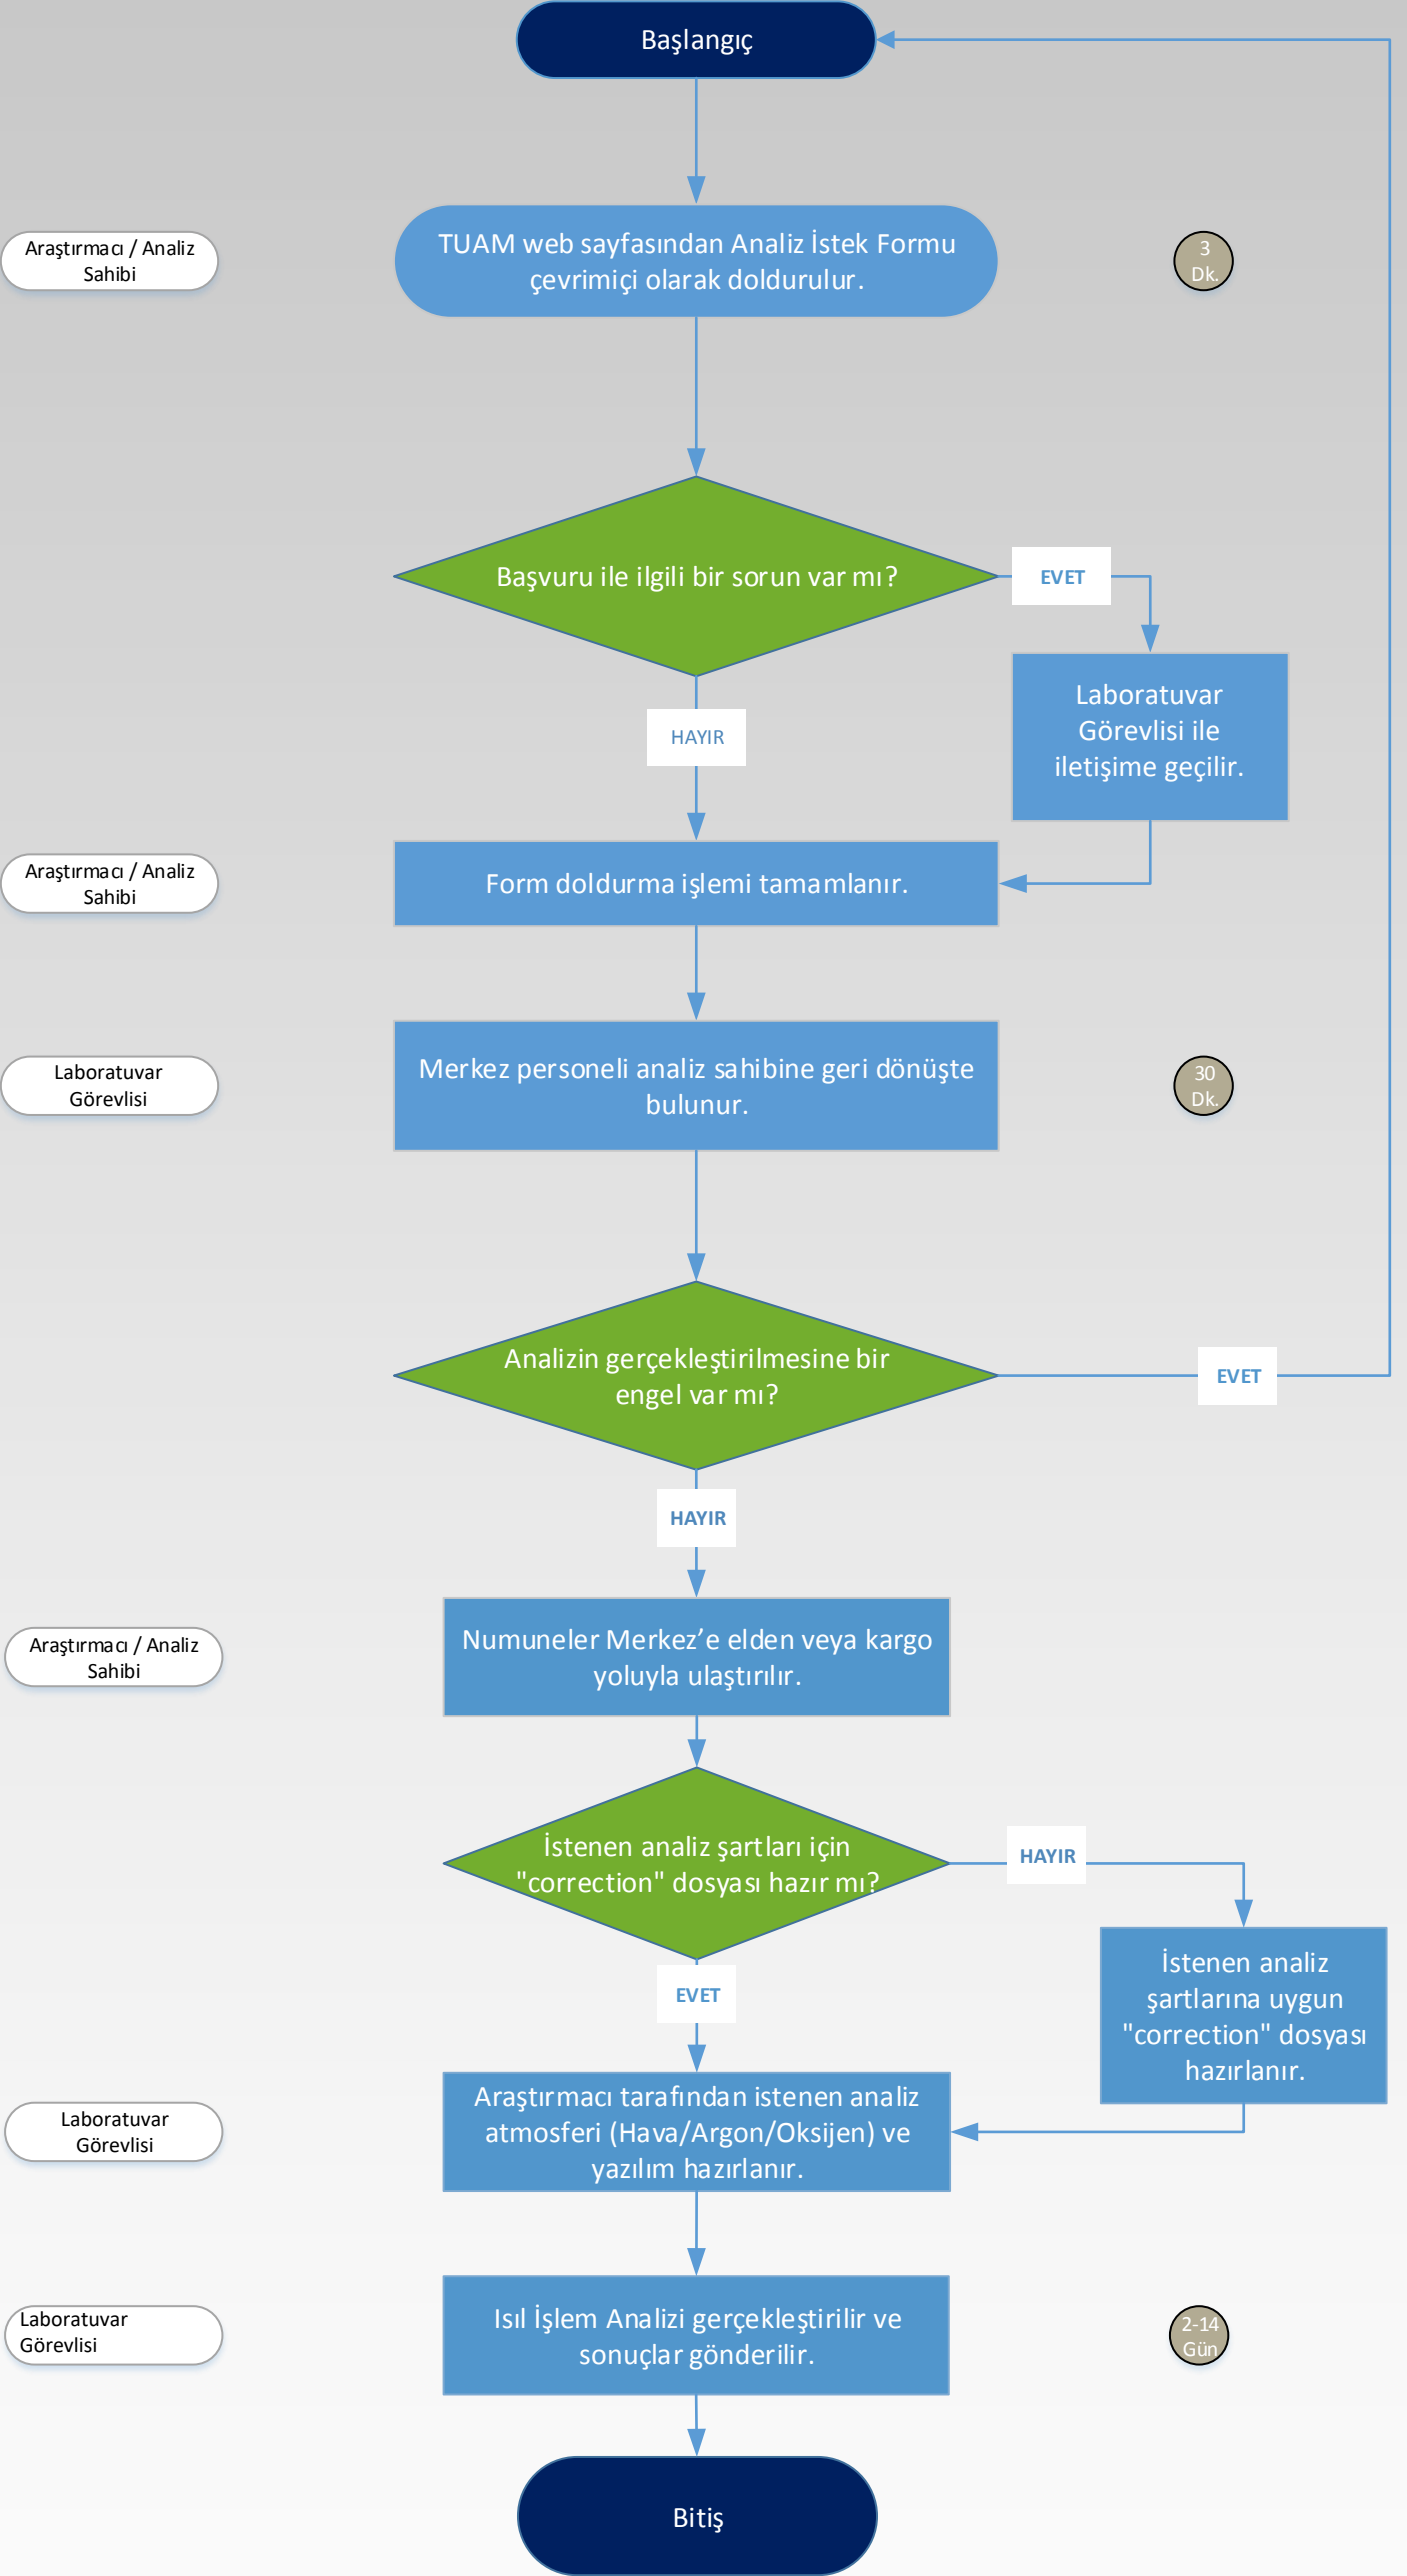 Başlangıç
Araştırmacı / Analiz
Sahibi
TUAM web sayfasından Analiz İstek Formu
çevrimiçi olarak doldurulur.
3
Dk.
Başvuru ile ilgili bir sorun var mı?
EVET
Laboratuvar
Görevlisi ile
iletişime geçilir.
HAYIR
Araştırmacı / Analiz
Sahibi
Form doldurma işlemi tamamlanır.
Laboratuvar
Görevlisi
Merkez personeli analiz sahibine geri dönüşte
bulunur.
30
Dk.
Analizin gerçekleştirilmesine bir
engel var mı?
EVET
HAYIR
Araştırmacı / Analiz
Sahibi
Numuneler Merkez’e elden veya kargo
yoluyla ulaştırılır.
İstenen analiz şartları için
"correction" dosyası hazır mı?
HAYIR
İstenen analiz
şartlarına uygun
"correction" dosyası
hazırlanır.
EVET
Laboratuvar
Görevlisi
Araştırmacı tarafından istenen analiz
atmosferi (Hava/Argon/Oksijen) ve
yazılım hazırlanır.
Laboratuvar
Görevlisi
Isıl İşlem Analizi gerçekleştirilir ve
sonuçlar gönderilir.
2-14
Gün
Bitiş